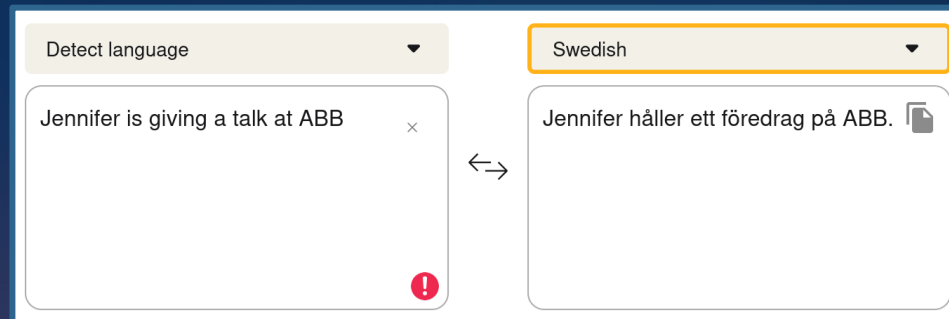 Detect language
Swedish
Jennifer is giving a talk at ABB
Jennifer håller ett föredrag på ABB.